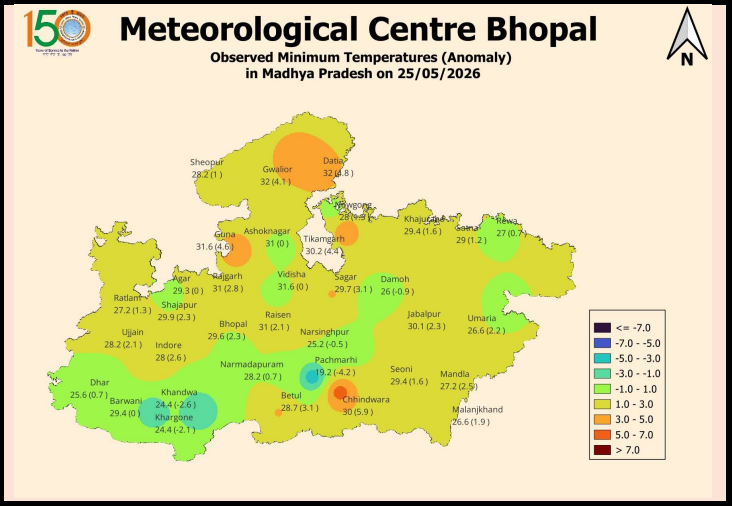 150
Meteorological Centre Bhopal
Observed Minimum Temperatures (Anomaly)
in Madhya Pradesh on 25/05/2026
N
Sheopur
28.2 (1 )
Gwalior
32 (4.1 )
Datia
32 (4.8 )
Nowgong
Khajuraho
29.4 (1.6 )
Satna
29 (1.2 )
Rewa
27 (0.7
Guna
31.6 (4.6
Ashoknagar
31 (0 )
Tikamgarh
30.2 (4.4
Agar
29.3 (0 )
Rajgarh
31 (2.8 )
Vidisha
31.6 (0 )
Sagar
29.7 (3.1 )
Damoh
26 (-0.9 )
Ratlam
27.2 (1.3 )
Shajapur
29.9 (2.3 )
Raisen
31 (2.1 )
Jabalpur
30.1 (2.3 )
Umaria
26.6 (2.2 )
Ujjain
28.2 (2.1 )
Bhopal
29.6 (2.3 )
Narsinghpur
25.2 (-0.5 )
Indore
28 (2.6 )
Narmadapuram
28.2 (0.7 )
Pachmarhi
19.2 (-4.2 )
Seoni
29.4 (1.6 )
Mandla
27.2 (2.5)
Dhar
25.6 (0.7 )
Barwani
29.4 (0 )
Khandwa
24.4 (-2.6 )
Khargone
24.4 (-2.1 )
Betul
28.7 (3.1 )
Chhindwara
30 (5.9 )
Malanjkhand
26.6 (1.9 )
<= -7.0
-7.0 - -5.0
-5.0 - -3.0
-3.0 - -1.0
-1.0 - 1.0
1.0 - 3.0
3.0 - 5.0
5.0 - 7.0
> 7.0